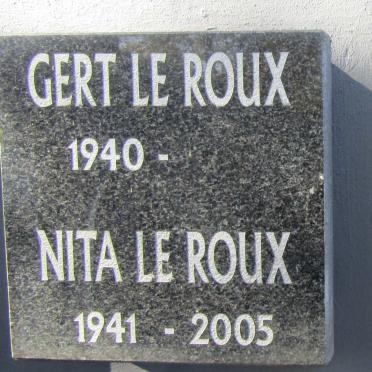 GERT LE ROUX
1940 -
NITA LE ROUX
1941 - 2005